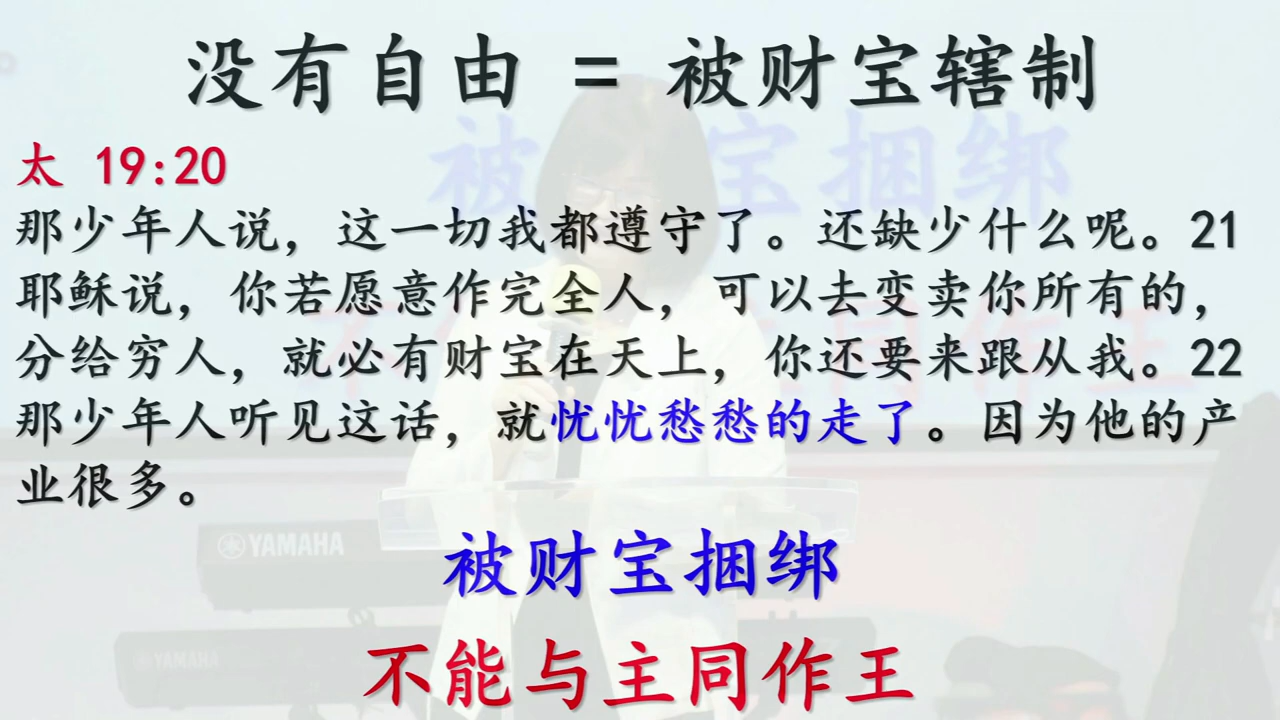 没有自由 = 被财宝辖制
太 19:20
那少年人说，这一切我都遵守了。还缺少什么呢。21
耶稣说，你若愿意作完全人，可以去变卖你所有的，
分给穷人，就必有财宝在天上，你还要来跟从我。22
那少年人听见这话，就忧忧愁愁的走了。因为他的产
业很多。
被财宝捆绑
不能与主同作王
YAMAHA
YAMAHA